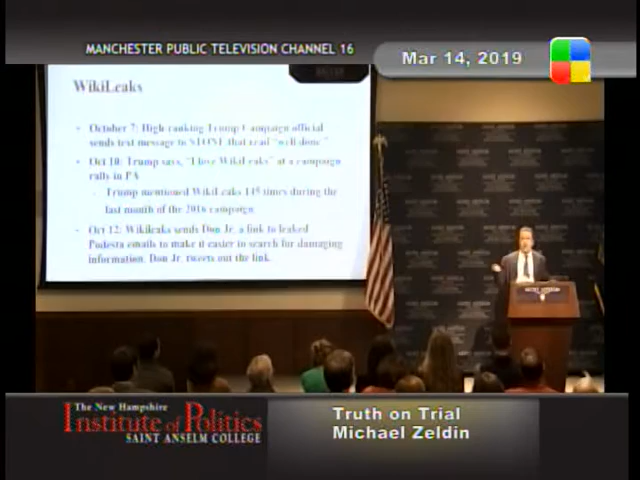 MANCHESTER PUBLIC TELEVISION CHANNEL 16
Mar 14, 2019
WikiLeaks
October 7: High ranking Trump Campaign official
sends text message to STONE that read "well done"
Oct 10: Trump says, "I love WikiLeaks" at a campaign
rally in PA
Trump mentioned WikiLeaks 145 times during the
last month of the 2016 campaign
Oct 12: Wikileaks sends Don Jr. a link to leaked
Podesta emails to make it easier to search for damaging
information. Don Jr. tweets out the link.
SAINT ANSELM
The New Hampshire
Institute of Politics
SAINT ANSELM COLLEGE
Truth on Trial
Michael Zeldin